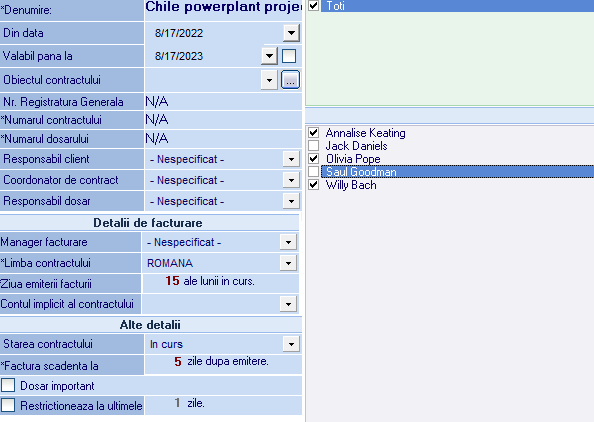 *Denumire: Chile powerplant proje
Din data 8/17/2022
Valabil pana la 8/17/2023
Obiectul contractului ...
Nr. Registratura Generala N/A
*Numarul contractului N/A
*Numarul dosarului N/A
Responsabil client - Nespecificat -
Coordonator de contract - Nespecificat -
Responsabil dosar - Nespecificat -
Detalii de facturare
Manager facturare - Nespecificat -
*Limba contractului ROMANA
*Ziua emiterii facturii 15 ale lunii in curs.
Contul implicit al contractului
Alte detalii
Starea contractului In curs
*Factura scadenta la 5 zile dupa emitere.
Dosar important
Restrictioneaza la ultimele 1 zile.
Toti
Annalise Keating
Jack Daniels
Olivia Pope
Saul Goodman
Willy Bach